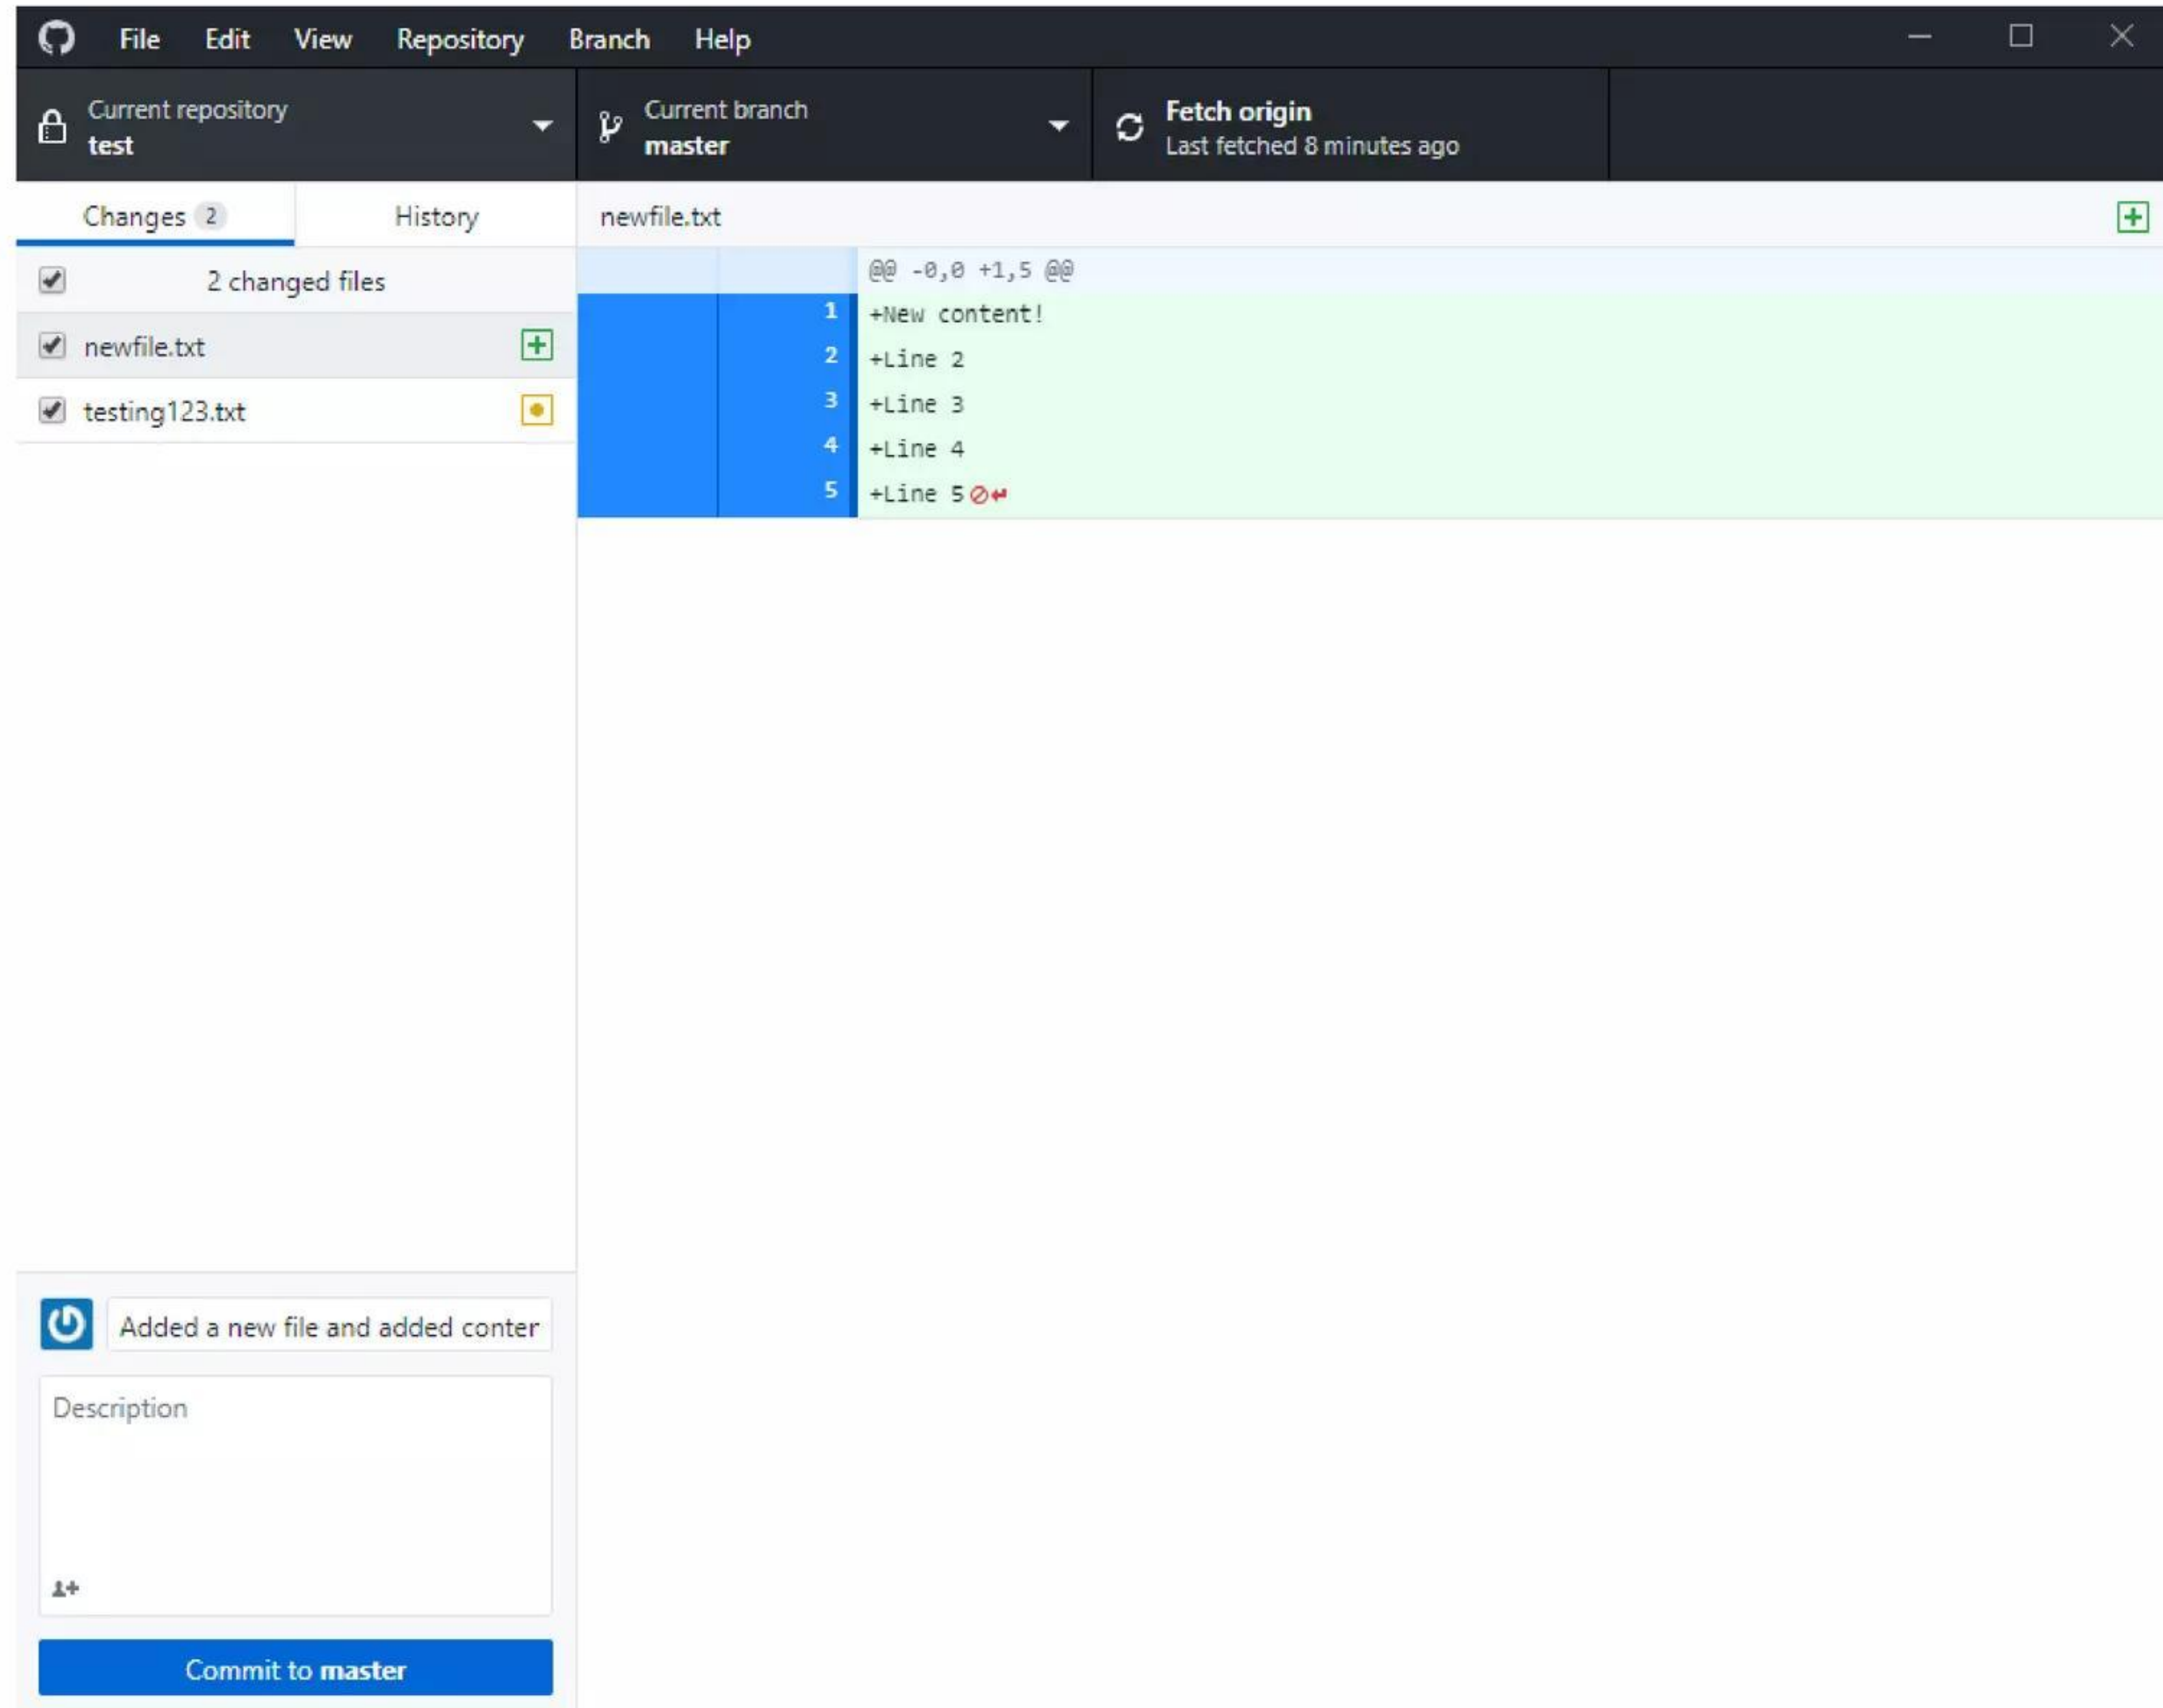 File Edit View Repository Branch Help
Current repository
test
Current branch
master
Fetch origin
Last fetched 8 minutes ago
Changes 2
History
newfile.txt
2 changed files
newfile.txt
testing123.txt
@@ -0,0 +1,5 @@
1 +New content!
2 +Line 2
3 +Line 3
4 +Line 4
5 +Line 5
Added a new file and added conter
Description
Commit to master